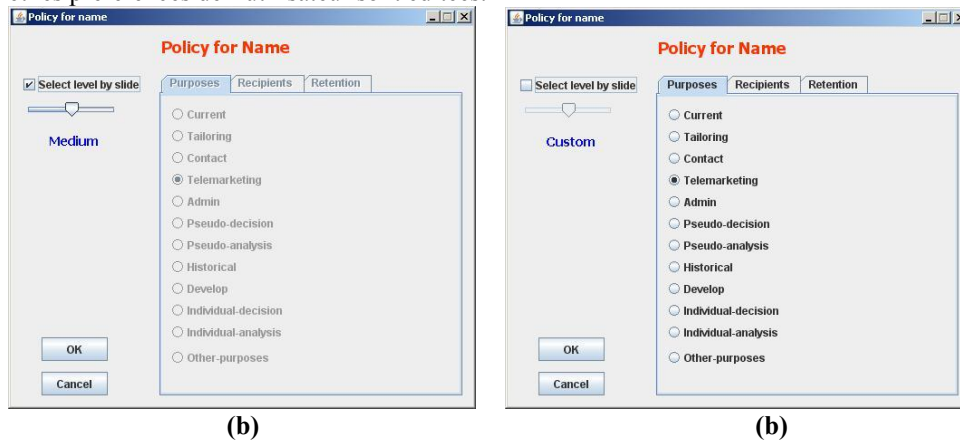 Policy for name
Policy for Name
Select level by slide
Medium
Purposes Recipients Retention
Current
Tailoring
Contact
Telemarketing
Admin
Pseudo-decision
Pseudo-analysis
Historical
Develop
Individual-decision
Individual-analysis
Other-purposes
OK
Cancel
(b)
Policy for name
Policy for Name
Select level by slide
Custom
Purposes Recipients Retention
Current
Tailoring
Contact
Telemarketing
Admin
Pseudo-decision
Pseudo-analysis
Historical
Develop
Individual-decision
Individual-analysis
Other-purposes
OK
Cancel
(b)